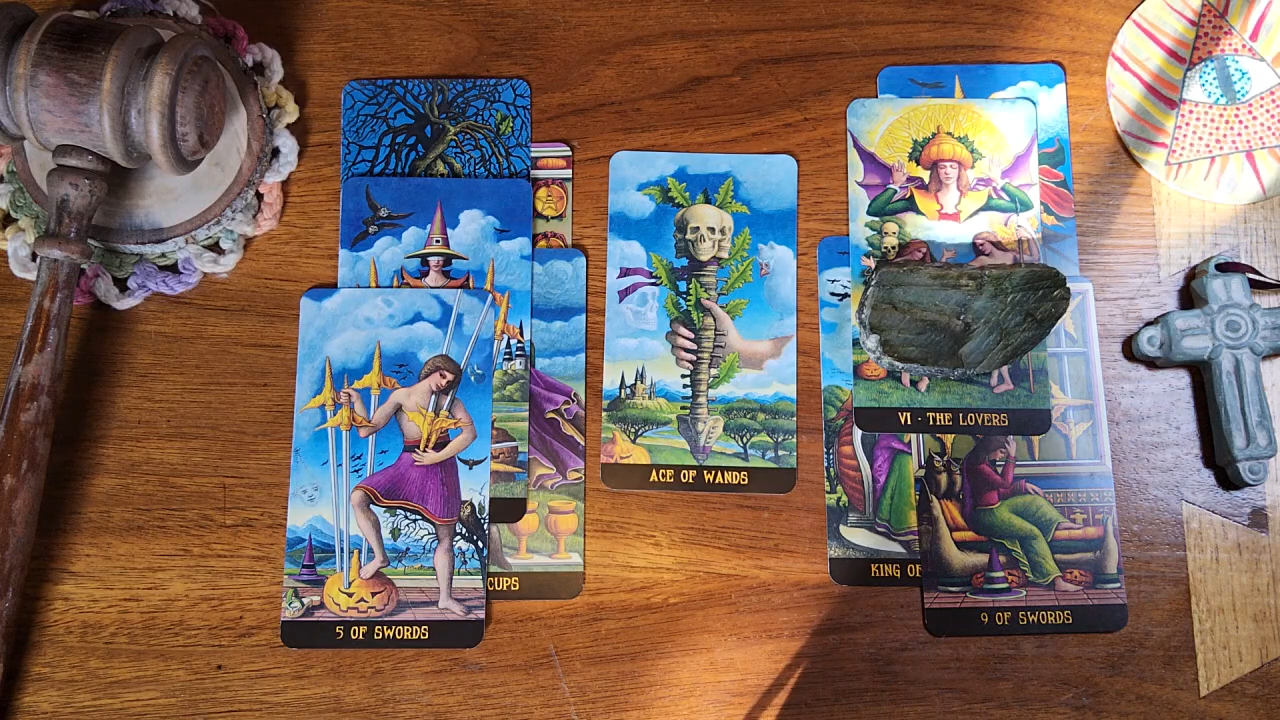 VI · THE LOVERS
ACE OF WANDS
CUPS
KING OF
9 OF SWORDS
5 OF SWORDS